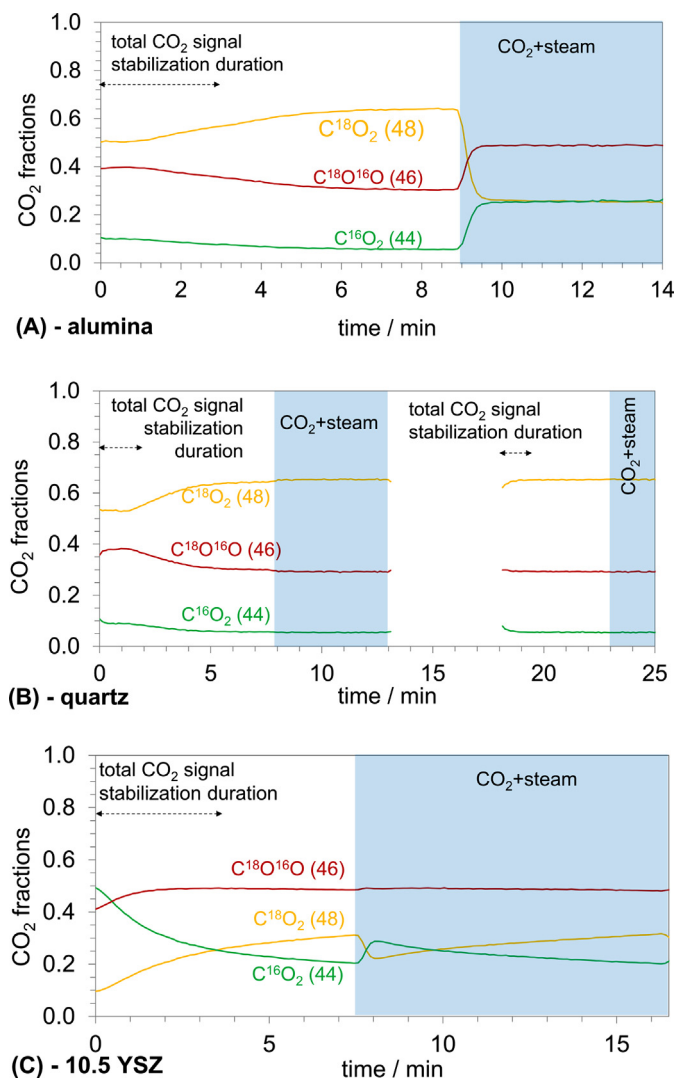 total CO₂ signal
stabilization duration
CO₂+steam
C¹⁸O₂ (48)
C¹⁸O¹⁶O (46)
C¹⁶O₂ (44)
CO₂ fractions
1.0
0.8
0.6
0.4
0.2
0.0
0 2 4 6 8 10 12 14
(A) - alumina
time / min
total CO₂ signal
stabilization
duration
CO₂+steam
total CO₂ signal
stabilization duration
CO₂+steam
C¹⁸O₂ (48)
C¹⁸O¹⁶O (46)
C¹⁶O₂ (44)
CO₂ fractions
1.0
0.8
0.6
0.4
0.2
0.0
0 5 10 15 20 25
(B) - quartz
time / min
total CO₂ signal
stabilization duration
CO₂+steam
C¹⁸O¹⁶O (46)
C¹⁸O₂ (48)
C¹⁶O₂ (44)
CO₂ fractions
1.0
0.8
0.6
0.4
0.2
0.0
0 5 10 15
(C) - 10.5 YSZ
time / min